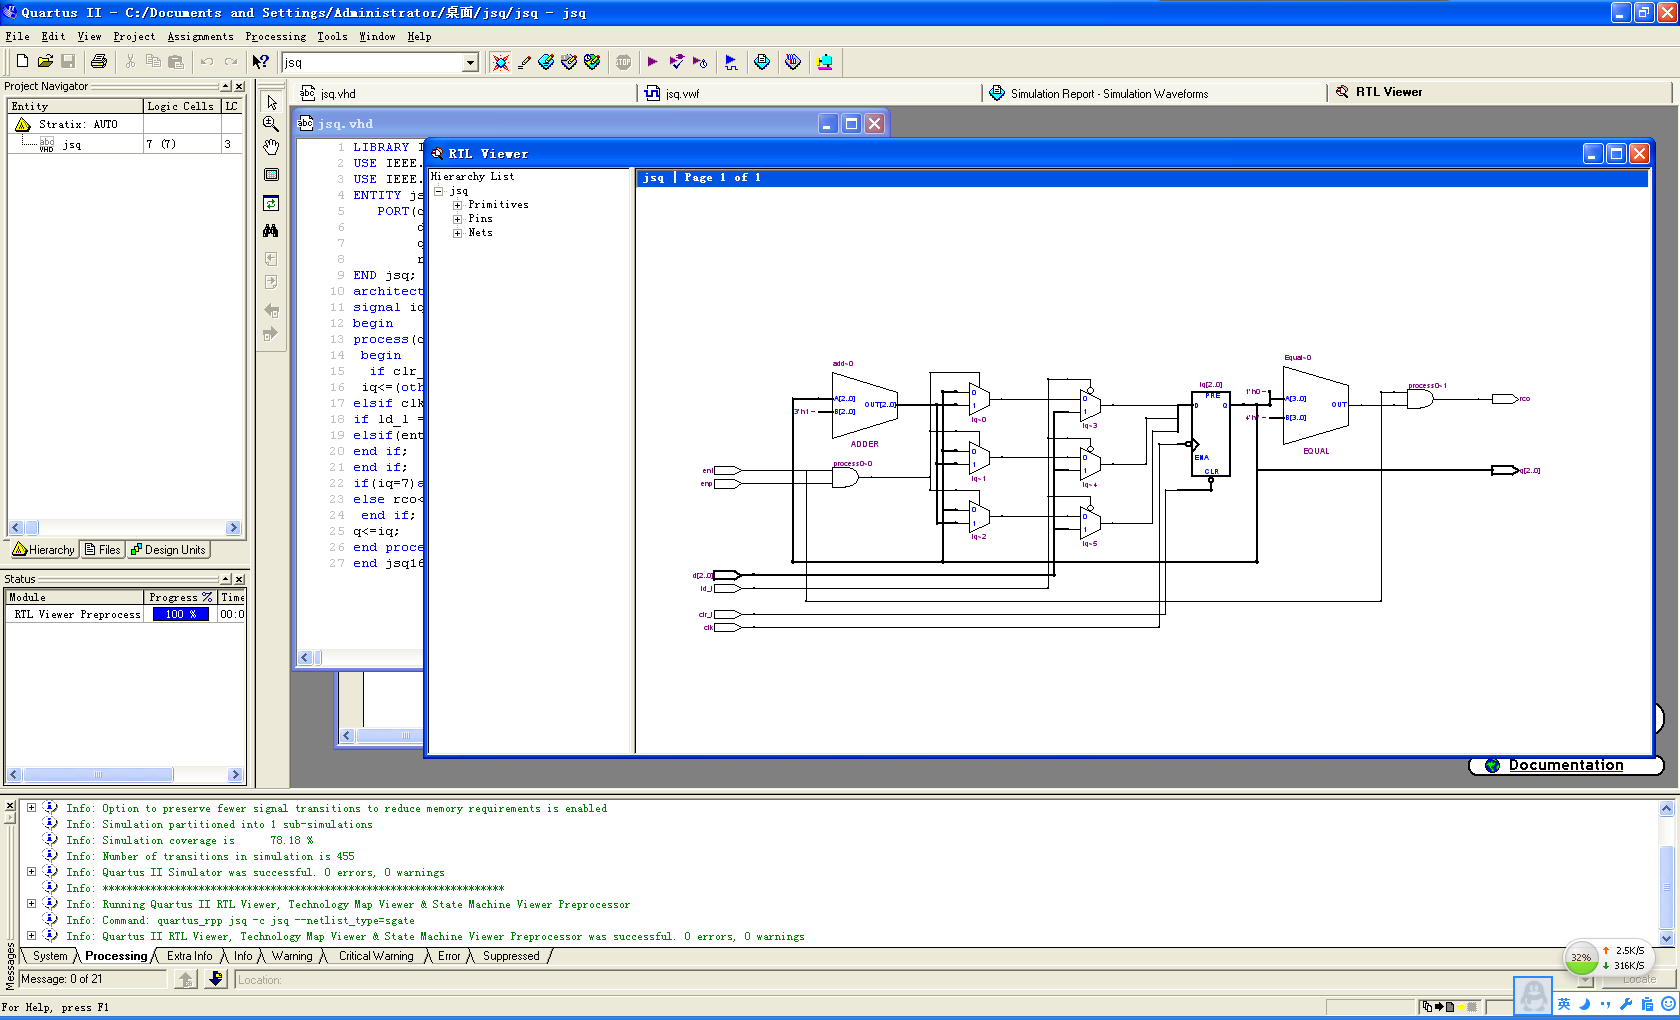 Quartus II - C:/Documents and Settings/Administrator/桌面/jsq/jsq - jsq
File Edit View Project Assignments Processing Tools Window Help
jsq
Project Navigator
Entity Logic Cells LC
Stratix: AUTO
jsq 7 (7) 3
Hierarchy Files Design Units
Status
Module Progress % Time
RTL Viewer Preprocess 100 % 00:0
jsq.vhd jsq.vwf Simulation Report - Simulation Waveforms RTL Viewer
jsq.vhd
1 LIBRARY I
2 USE IEEE.
3 USE IEEE.
4 ENTITY js
5 PORT(c
6
7
8
9 END jsq;
10 architect
11 signal iq
12 begin
13 process(c
14 begin
15 if clr_
16 iq<=(oth
17 elsif clk
18 if ld_l =
19 elsif(ent
20 end if;
21 end if;
22 if(iq=7)a
23 else rco<
24 end if;
25 q<=iq;
26 end proce
27 end jsq16
RTL Viewer
Hierarchy List
jsq
Primitives
Pins
Nets
jsq | Page 1 of 1
add~0
A[2..0]
B[2..0]
OUT[2..0]
3'h1
ADDER
process0~0
enp
0
1
iq~0
0
1
iq~1
0
1
iq~2
0
1
iq~3
0
1
iq~4
0
1
iq~5
iq[2..0]
PRE
D Q
ENA
CLR
Equal~0
1'h0
A[3..0]
B[3..0]
OUT
EQUAL
process0~1
rco
q[2..0]
d[2..0]
ld_l
clr_l
clk
Documentation
Info: Option to preserve fewer signal transitions to reduce memory requirements is enabled
Info: Simulation partitioned into 1 sub-simulations
Info: Simulation coverage is 78.18 %
Info: Number of transitions in simulation is 455
Info: Quartus II Simulator was successful. 0 errors, 0 warnings
Info: *******************************************************************
Info: Running Quartus II RTL Viewer, Technology Map Viewer & State Machine Viewer Preprocessor
Info: Command: quartus_rpp jsq -c jsq --netlist_type=sgate
Info: Quartus II RTL Viewer, Technology Map Viewer & State Machine Viewer Preprocessor was successful. 0 errors, 0 warnings
Messages
System Processing Extra Info Info Warning Critical Warning Error Suppressed
Message: 0 of 21
Location:
Locate
32%
2.5K/S
316K/S
For Help, press F1
英